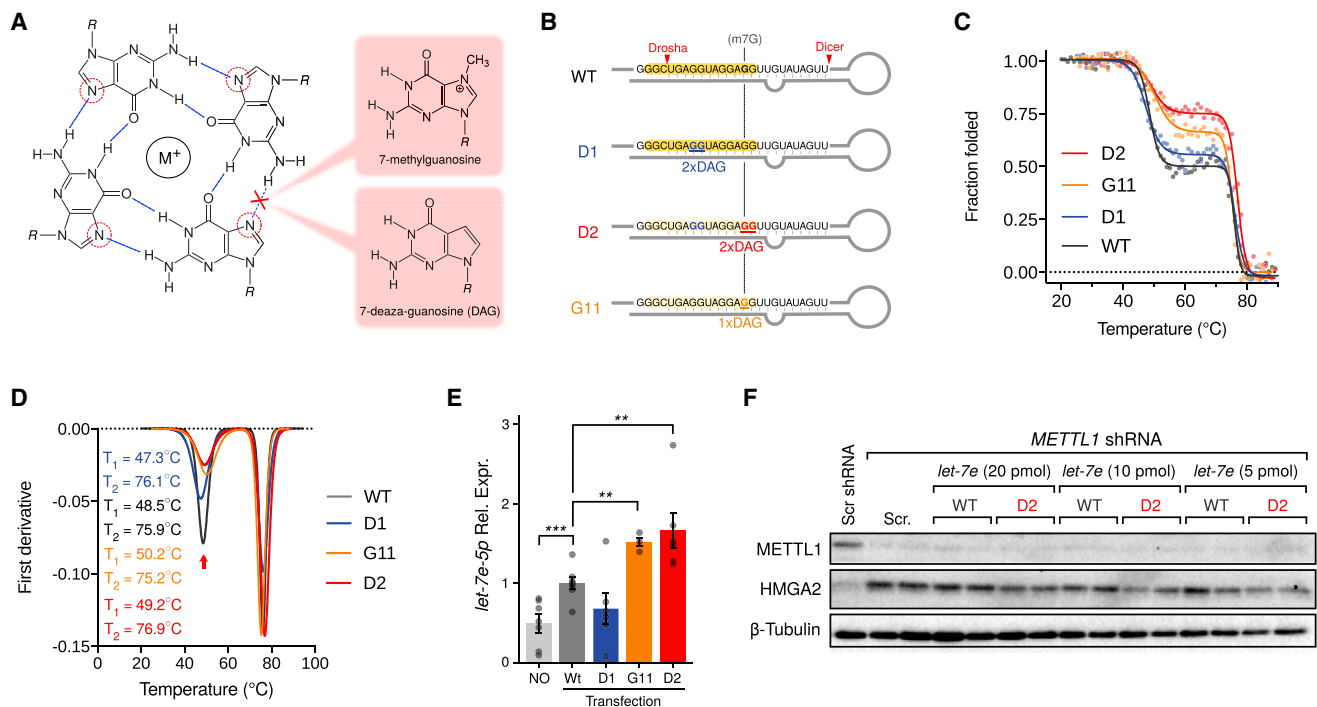 A
R
N
N
N
N
H
H
N
H
O
N
N
N
R
O
N
H
N
N
H
H
M+
H
H
N
N
H
N
O
N
N
R
O
H
N
N
N
H
H
N
N
R
O
CH3
H
N
N
⊕
H
N
N
N
H
R
7-methylguanosine
O
H
N
H
N
N
N
H
R
7-deaza-guanosine (DAG)
B
(m7G)
Drosha
Dicer
WT
GGGCUGAGGUAGGAGGUUGUAUAGUU
D1
GGGCUGAGGUAGGAGGUUGUAUAGUU
2xDAG
D2
GGGCUGAGGUAGGAGGUUGUAUAGUU
2xDAG
G11
GGGCUGAGGUAGGAGGUUGUAUAGUU
1xDAG
C
Fraction folded
1.00
0.75
0.50
0.25
0.00
D2
G11
D1
WT
20 40 60 80
Temperature (°C)
D
First derivative
0.00
-0.05
-0.10
-0.15
T1 = 47.3°C
T2 = 76.1°C
T1 = 48.5°C
T2 = 75.9°C
T1 = 50.2°C
T2 = 75.2°C
T1 = 49.2°C
T2 = 76.9°C
WT
D1
G11
D2
0 20 40 60 80 100
Temperature (°C)
E
let-7e-5p Rel. Expr.
3
2
1
0
**
**
***
NO Wt D1 G11 D2
Transfection
F
METTL1 shRNA
Scr shRNA
let-7e (20 pmol) let-7e (10 pmol) let-7e (5 pmol)
Scr. WT D2 WT D2 WT D2
METTL1
HMGA2
β-Tubulin